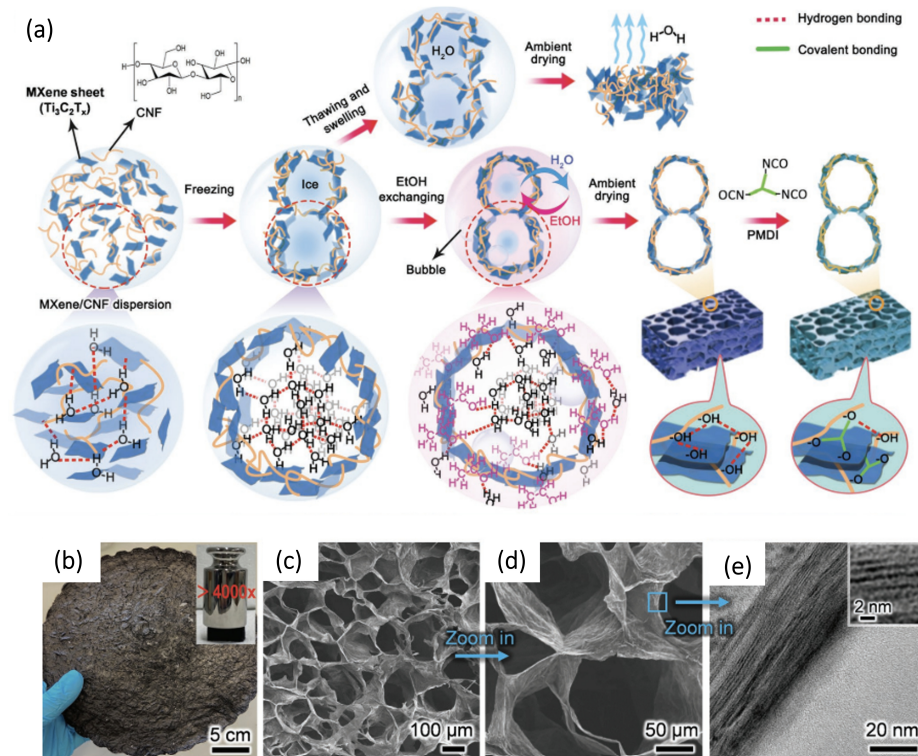 (a)
Hydrogen bonding
Covalent bonding
MXene sheet
(Ti₃C₂Tₓ)
CNF
H₂O
Thawing and
swelling
Ambient
drying
Freezing
Ice
EtOH
exchanging
Bubble
H₂O
EtOH
Ambient
drying
NCO
OCN
NCO
PMDI
MXene/CNF dispersion
-OH
-OH
-OH
-OH
-O
-OH
-O
-O
-O
(b)
> 4000x
5 cm
(c)
Zoom in
100 µm
(d)
Zoom in
50 µm
(e)
2 nm
20 nm